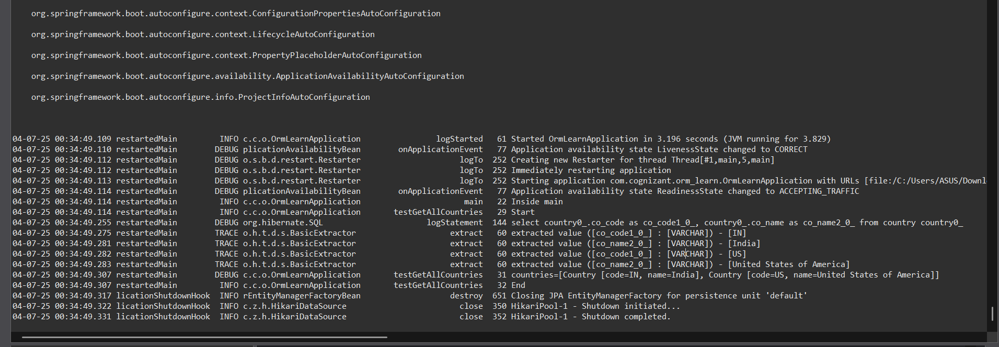 org.springframework.boot.autoconfigure.context.ConfigurationPropertiesAutoConfiguration
org.springframework.boot.autoconfigure.context.LifecycleAutoConfiguration
org.springframework.boot.autoconfigure.context.PropertyPlaceholderAutoConfiguration
org.springframework.boot.autoconfigure.availability.ApplicationAvailabilityAutoConfiguration
org.springframework.boot.autoconfigure.info.ProjectInfoAutoConfiguration
04-07-25 00:34:49.109 restartedMain INFO c.c.o.OrmLearnApplication logStarted 61 Started OrmLearnApplication in 3.196 seconds (JVM running for 3.829)
04-07-25 00:34:49.110 restartedMain DEBUG plicationAvailabilityBean onApplicationEvent 77 Application availability state LivenessState changed to CORRECT
04-07-25 00:34:49.112 restartedMain DEBUG o.s.b.d.restart.Restarter logTo 252 Creating new Restarter for thread Thread[#1,main,5,main]
04-07-25 00:34:49.112 restartedMain DEBUG o.s.b.d.restart.Restarter logTo 252 Immediately restarting application
04-07-25 00:34:49.113 restartedMain DEBUG o.s.b.d.restart.Restarter logTo 252 Starting application com.cognizant.orm_learn.OrmLearnApplication with URLs [file:/C:/Users/ASUS/Downl
04-07-25 00:34:49.114 restartedMain DEBUG plicationAvailabilityBean onApplicationEvent 77 Application availability state ReadinessState changed to ACCEPTING_TRAFFIC
04-07-25 00:34:49.114 restartedMain INFO c.c.o.OrmLearnApplication main 22 Inside main
04-07-25 00:34:49.114 restartedMain INFO c.c.o.OrmLearnApplication testGetAllCountries 29 Start
04-07-25 00:34:49.255 restartedMain DEBUG org.hibernate.SQL logStatement 144 select country0_.co_code as co_code1_0_, country0_.co_name as co_name2_0_ from country country0_
04-07-25 00:34:49.275 restartedMain TRACE o.h.t.d.s.BasicExtractor extract 60 extracted value ([co_code1_0_] : [VARCHAR]) - [IN]
04-07-25 00:34:49.281 restartedMain TRACE o.h.t.d.s.BasicExtractor extract 60 extracted value ([co_name2_0_] : [VARCHAR]) - [India]
04-07-25 00:34:49.282 restartedMain TRACE o.h.t.d.s.BasicExtractor extract 60 extracted value ([co_code1_0_] : [VARCHAR]) - [US]
04-07-25 00:34:49.283 restartedMain TRACE o.h.t.d.s.BasicExtractor extract 60 extracted value ([co_name2_0_] : [VARCHAR]) - [United States of America]
04-07-25 00:34:49.307 restartedMain DEBUG c.c.o.OrmLearnApplication testGetAllCountries 31 countries=[Country [code=IN, name=India], Country [code=US, name=United States of America]]
04-07-25 00:34:49.307 restartedMain INFO c.c.o.OrmLearnApplication testGetAllCountries 32 End
04-07-25 00:34:49.317 licationShutdownHook INFO rEntityManagerFactoryBean destroy 651 Closing JPA EntityManagerFactory for persistence unit 'default'
04-07-25 00:34:49.322 licationShutdownHook INFO c.z.h.HikariDataSource close 350 HikariPool-1 - Shutdown initiated...
04-07-25 00:34:49.331 licationShutdownHook INFO c.z.h.HikariDataSource close 352 HikariPool-1 - Shutdown completed.